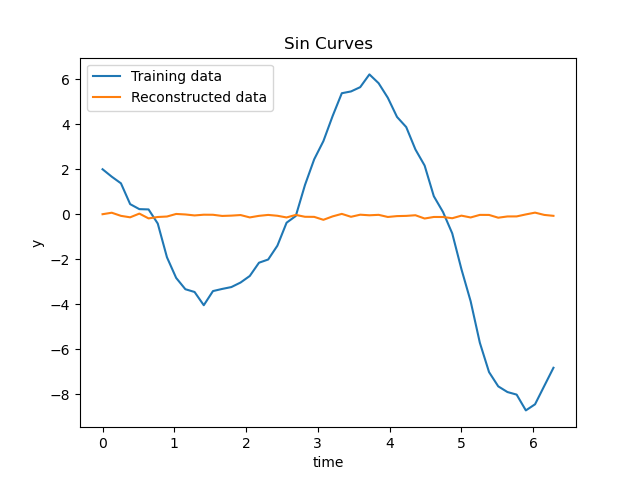 Sin Curves
Training data
Reconstructed data
6
4
2
0
−2
−4
−6
−8
y
0 1 2 3 4 5 6
time